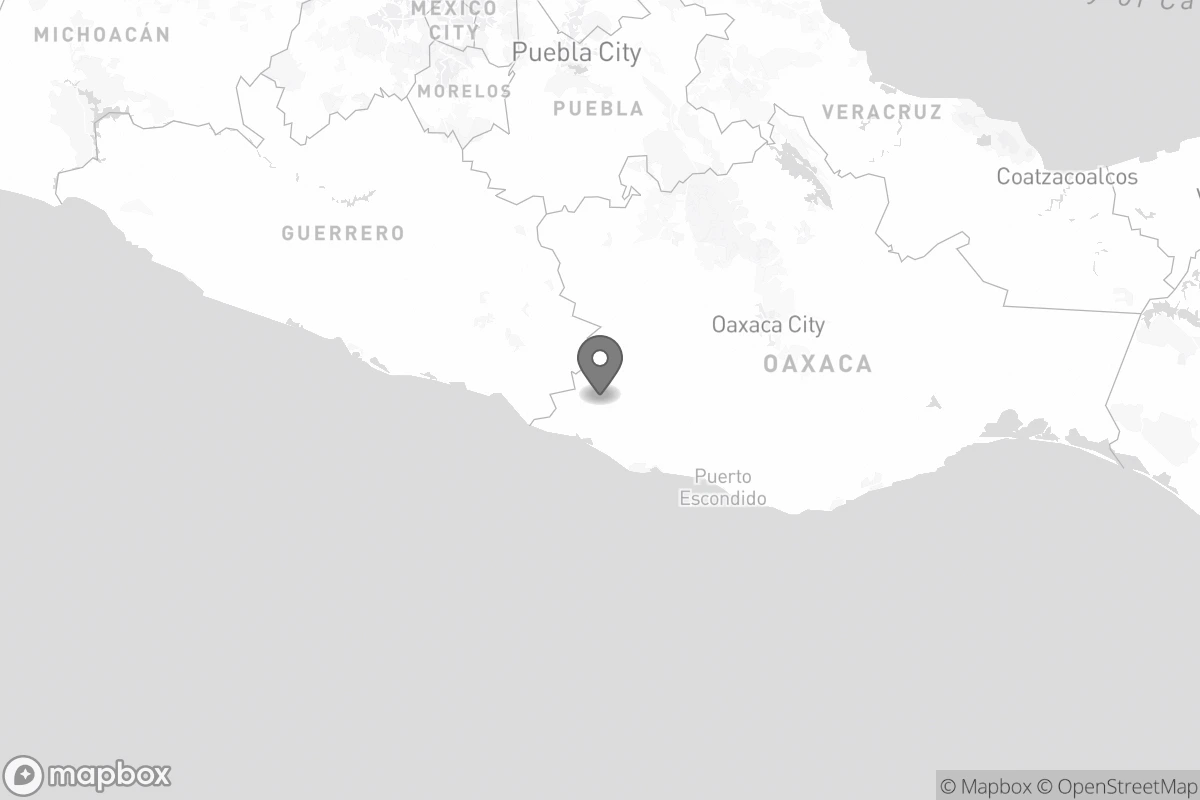 MEXICO
CITY
MICHOACÁN
Puebla City
MORELOS
PUEBLA
VERACRUZ
Coatzacoalcos
GUERRERO
Oaxaca City
OAXACA
Puerto
Escondido
mapbox
© Mapbox © OpenStreetMap